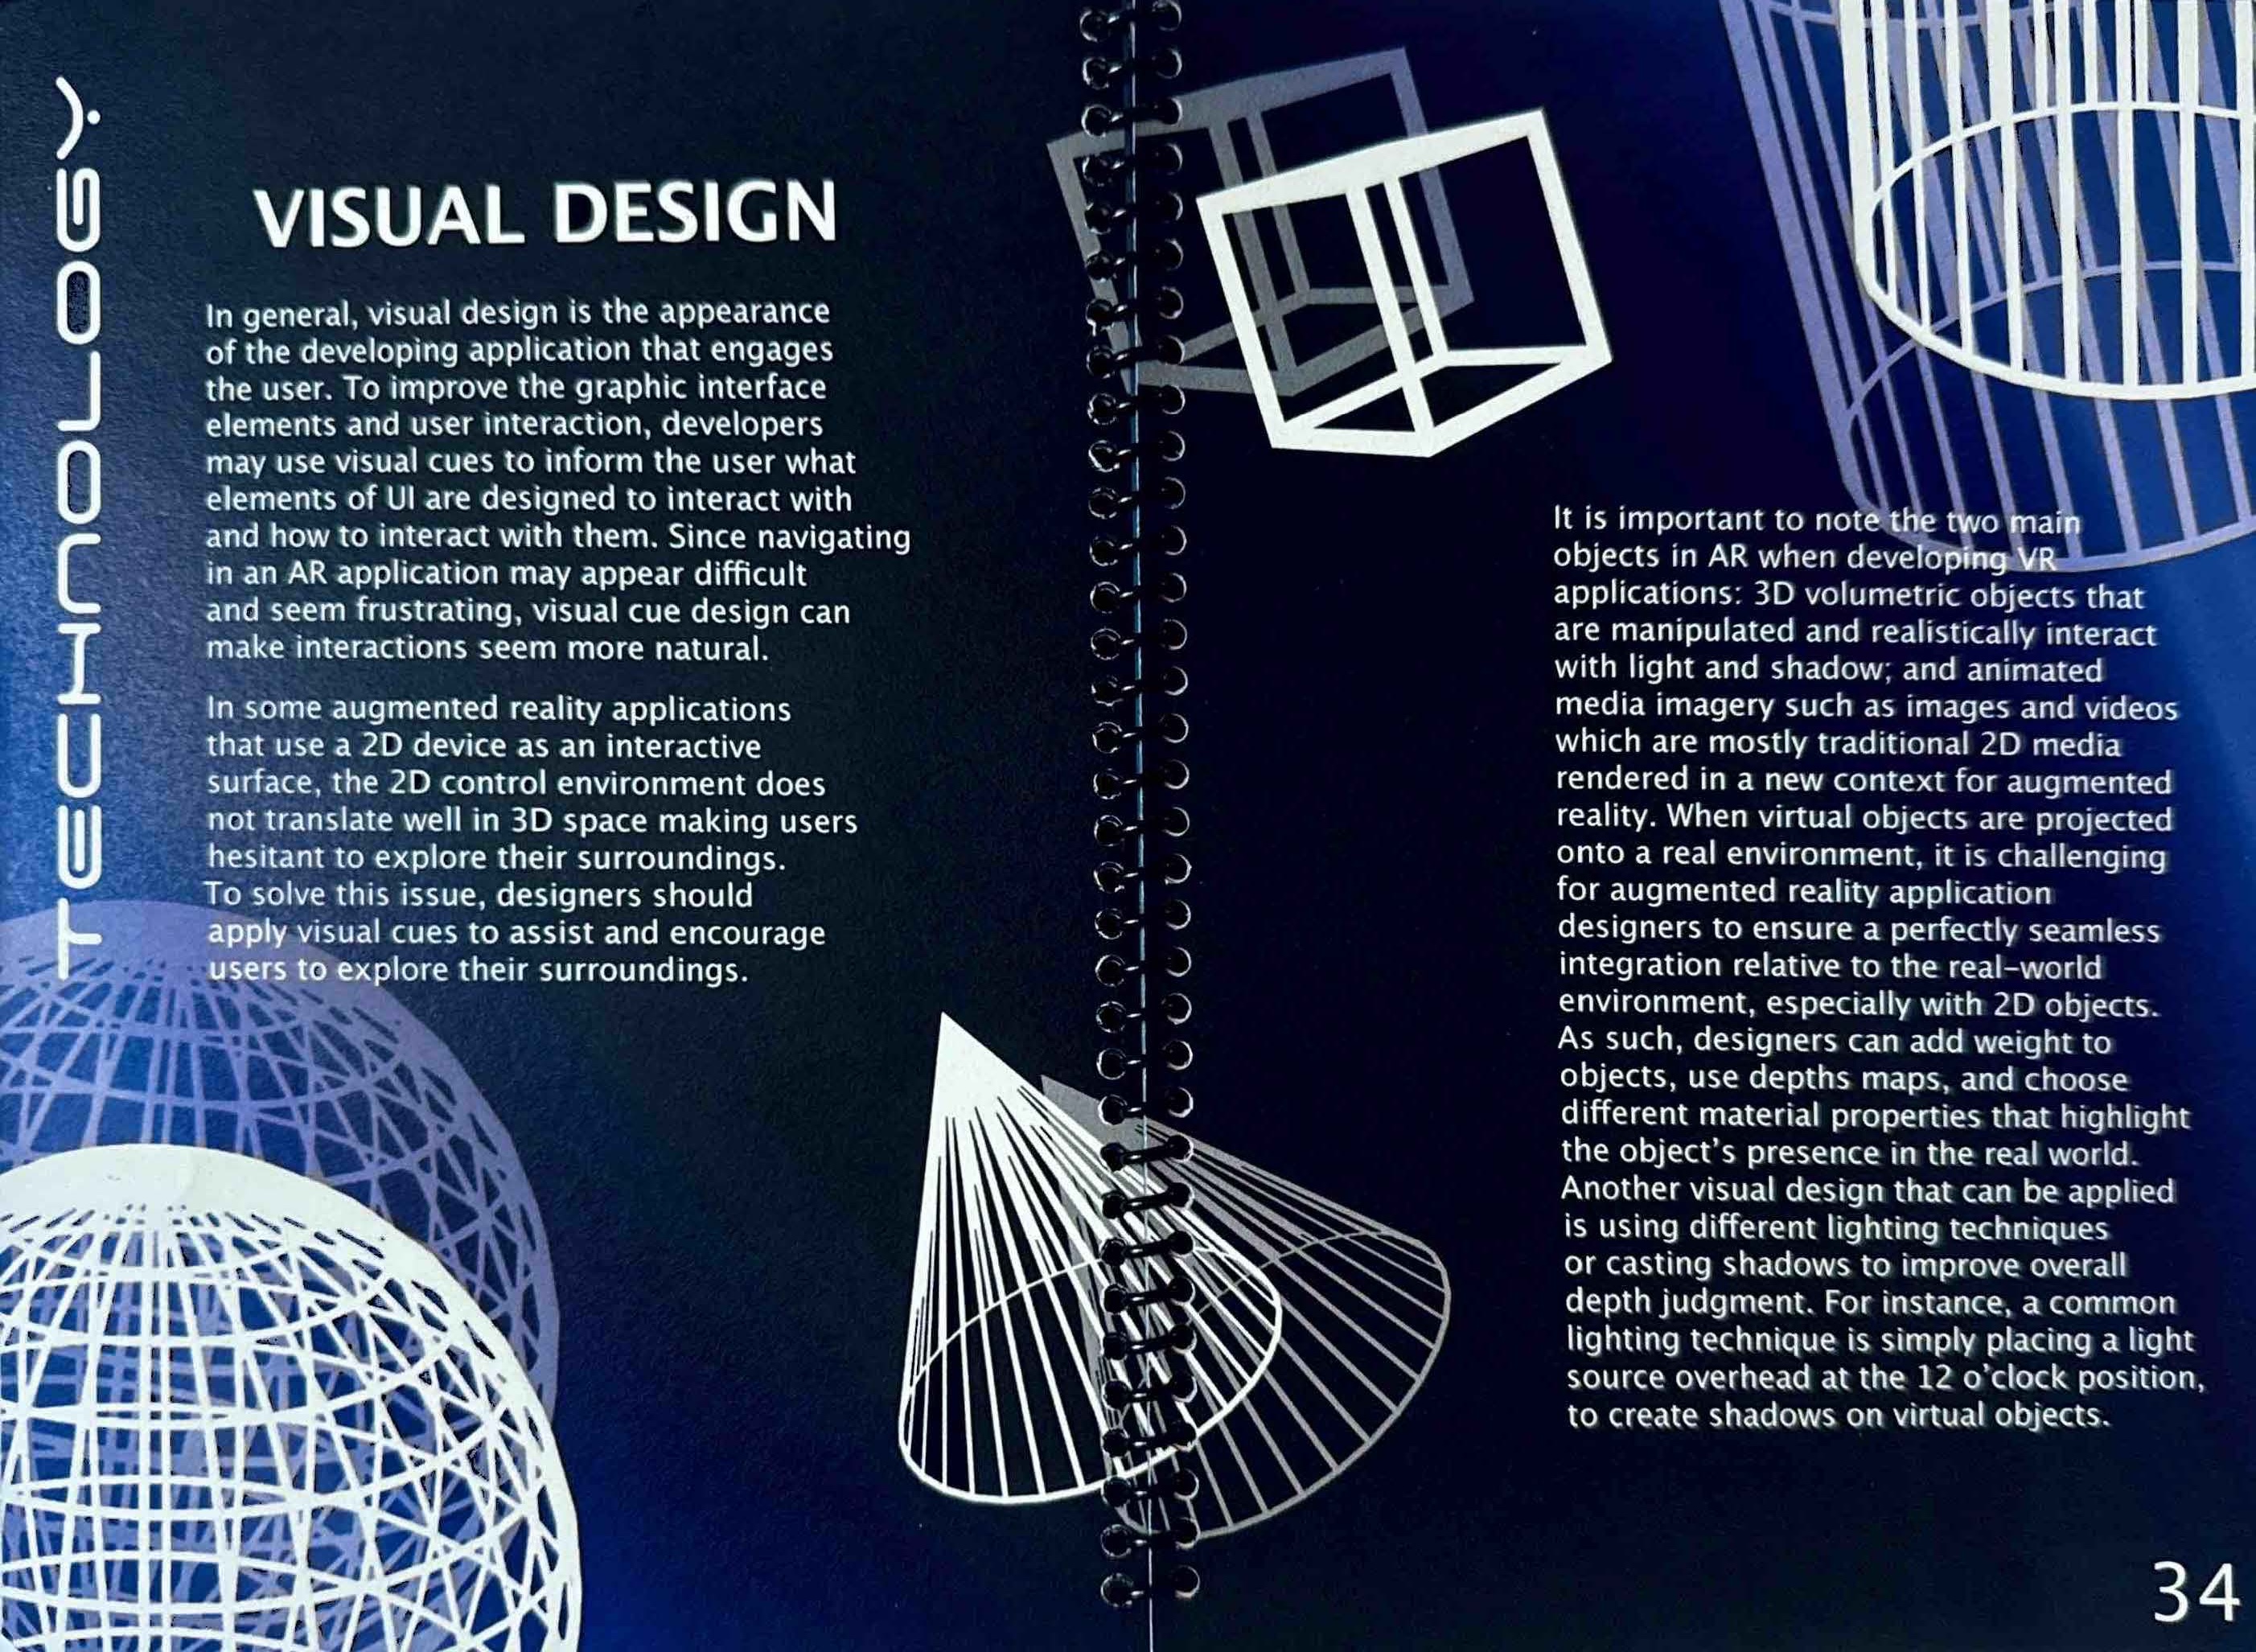 TECHNOLOGY
VISUAL DESIGN
In general, visual design is the appearance
of the developing application that engages
the user. To improve the graphic interface
elements and user interaction, developers
may use visual cues to inform the user what
elements of UI are designed to interact with
and how to interact with them. Since navigating
in an AR application may appear difficult
and seem frustrating, visual cue design can
make interactions seem more natural.
In some augmented reality applications
that use a 2D device as an interactive
surface, the 2D control environment does
not translate well in 3D space making users
hesitant to explore their surroundings.
To solve this issue, designers should
apply visual cues to assist and encourage
users to explore their surroundings.
It is important to note the two main
objects in AR when developing VR
applications: 3D volumetric objects that
are manipulated and realistically interact
with light and shadow; and animated
media imagery such as images and videos
which are mostly traditional 2D media
rendered in a new context for augmented
reality. When virtual objects are projected
onto a real environment, it is challenging
for augmented reality application
designers to ensure a perfectly seamless
integration relative to the real-world
environment, especially with 2D objects.
As such, designers can add weight to
objects, use depths maps, and choose
different material properties that highlight
the object's presence in the real world.
Another visual design that can be applied
is using different lighting techniques
or casting shadows to improve overall
depth judgment. For instance, a common
lighting technique is simply placing a light
source overhead at the 12 o'clock position,
to create shadows on virtual objects.
34